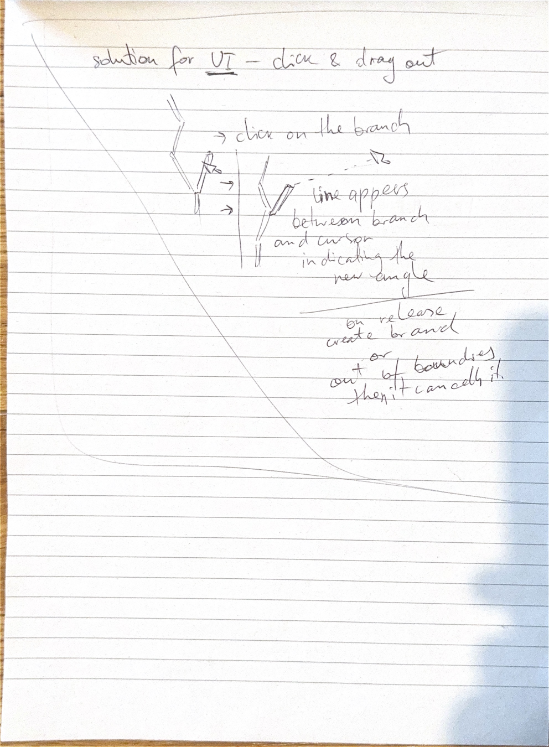 solution for UI - click & drag out
→ click on the branch
line appers
between branch
and cursor
indicating the
new angle
on release
create brand
or
out of boundries
then it cancells it.